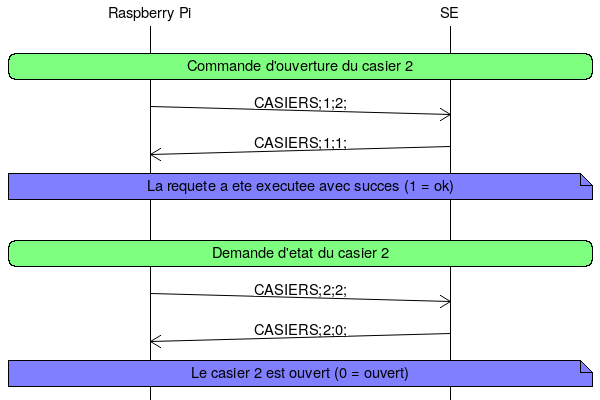 Raspberry Pi
SE
Commande d'ouverture du casier 2
CASIERS;1;2;
CASIERS;1;1;
La requete a ete executee avec succes (1 = ok)
Demande d'etat du casier 2
CASIERS;2;2;
CASIERS;2;0;
Le casier 2 est ouvert (0 = ouvert)